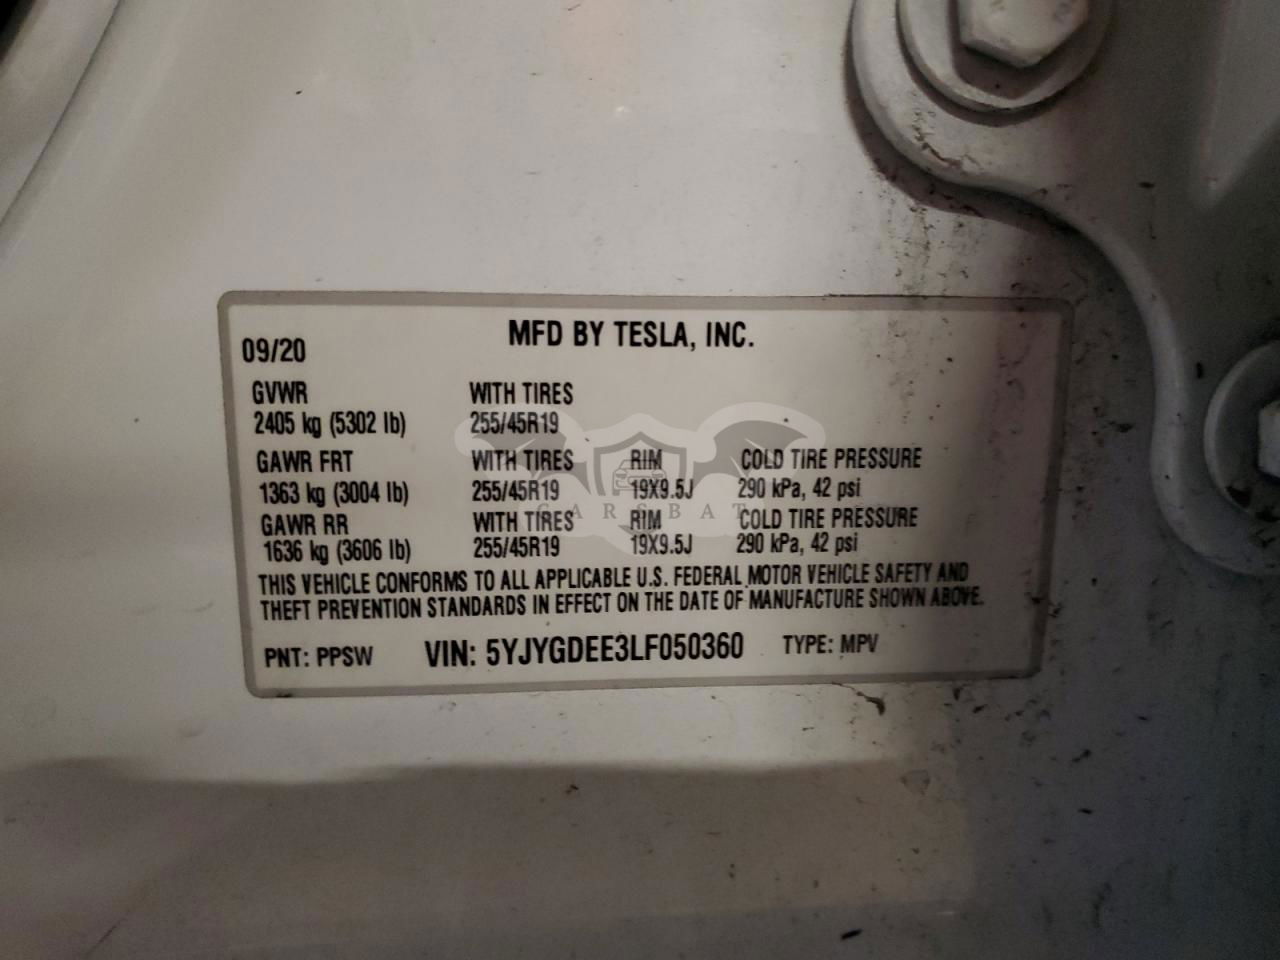 MFD BY TESLA, INC.
09/20
GVWR WITH TIRES
2405 kg (5302 lb) 255/45R19
GAWR FRT WITH TIRES RIM COLD TIRE PRESSURE
1363 kg (3004 lb) 255/45R19 19X9.5J 290 kPa, 42 psi
GAWR RR WITH TIRES RIM COLD TIRE PRESSURE
1636 kg (3606 lb) 255/45R19 19X9.5J 290 kPa, 42 psi
THIS VEHICLE CONFORMS TO ALL APPLICABLE U.S. FEDERAL MOTOR VEHICLE SAFETY AND
THEFT PREVENTION STANDARDS IN EFFECT ON THE DATE OF MANUFACTURE SHOWN ABOVE.
PNT: PPSW VIN: 5YJYGDEE3LF050360 TYPE: MPV
CARSBAT